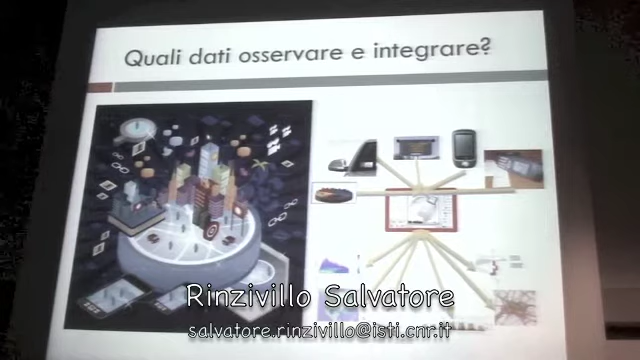 Quali dati osservare e integrare?
Rinzivillo Salvatore
salvatore.rinzivillo@isti.cnr.it